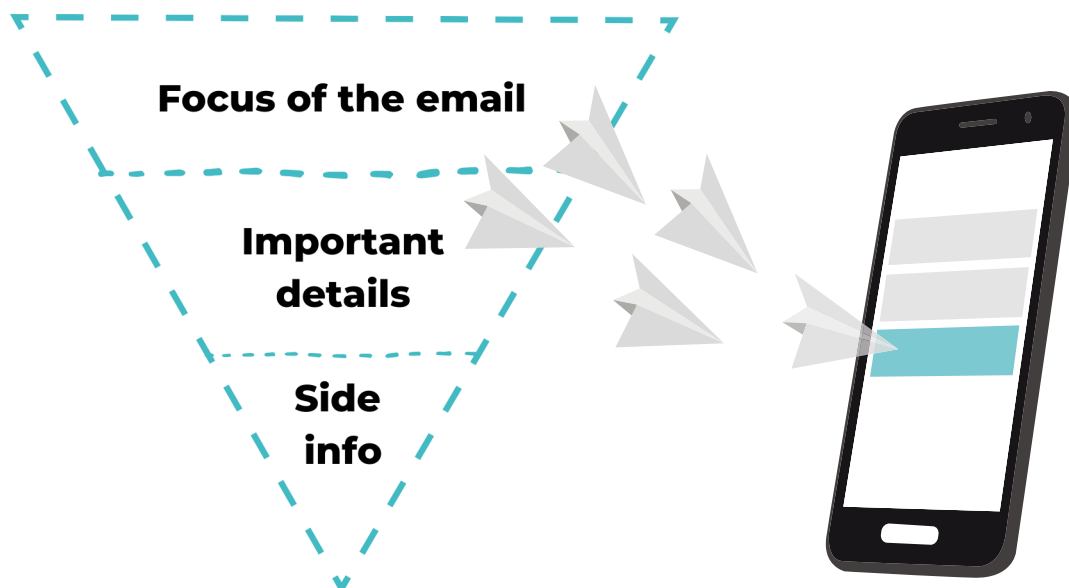 Focus of the email
Important
details
Side
info